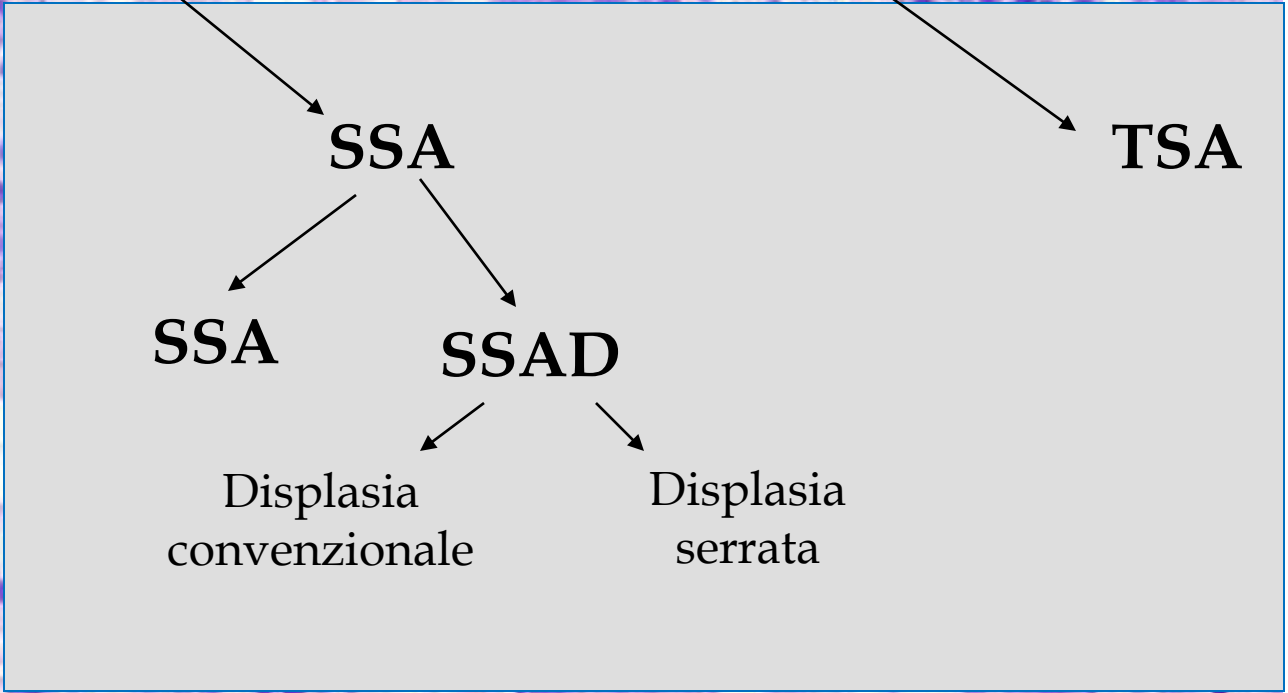 SSA
TSA
SSA
SSAD
Displasia
convenzionale
Displasia
serrata